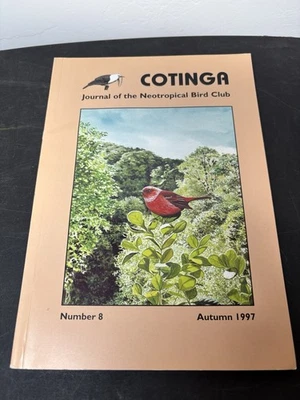 COTINGA
Journal of the Neotropical Bird Club
Number 8
Autumn 1997